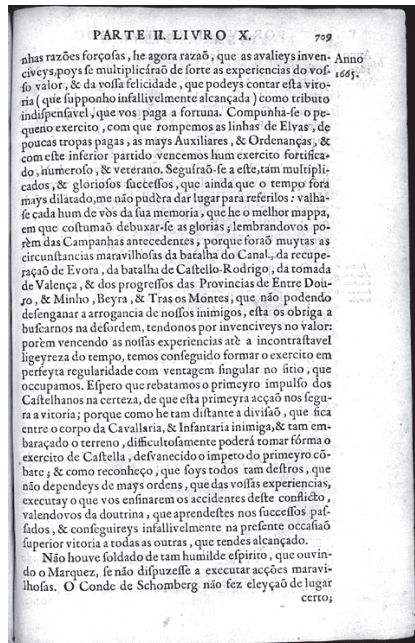 PARTE II. LIVRO X. 709
nhas razões forçosas, he agora razaõ, que as avalieys inven- Anno
civeys, poys se multiplicáraõ de sorte as experiencias do vos- 1665.
so valor, & da vossa felicidade, que podeys contar esta vito-
ria (que supponho infallivelmente alcançada) como tributo
indispensavel, que vos paga a fortuna. Compunha-se o pe-
queno exercito, com que rompemos as linhas de Elvas, de
poucas tropas pagas, as mays Auxiliares, & Ordenanças, &
com este inferior partido vencemos hum exercito fortifica-
do, numeroso, & veterano. Seguiraõ-se a este, tam multipli-
cados, & gloriosos successos, que ainda que o tempo fora
mays dilatado, me naõ pudèra dar lugar para referilos: valha-
se cada hum de vòs da sua memoria, que he o melhor mappa,
em que costumaõ debuxar-se as glorias; lembrandovos po-
rèm das Campanhas antecedentes, porque foraõ muytas as
circunstancias maravilhosas da batalha do Canal, da recupe-
raçaõ de Evora, da batalha de Castello-Rodrigo, da tomada
de Valença, & dos progressos das Provincias de Entre Dou-
ro, & Minho, Beyra, & Tras os Montes, que naõ podendo
desenganar a arrogancia de nossos inimigos, esta os obriga a
buscarnos na desordem, tendonos por invenciveys no valor:
porèm vencendo as nossas experiencias atè a incontrastavel
ligeyreza do tempo, temos conseguido formar o exercito em
perfeyta regularidade com ventagem singular no sitio, que
occupamos. Espero que rebatamos o primeyro impulso dos
Castelhanos na certeza, de que esta primeyra acçaõ nos segu-
ra a vitoria; porque como he tam distante a divisaõ, que fica
entre o corpo da Cavallaria, & Infantaria inimiga, & tam em-
baraçado o terreno, difficultosamente poderá tomar fórma o
exercito de Castella, desvanecido o impeto do primeyro cõ-
bate; & como reconheço, que soys todos tam destros, que
naõ dependeys de mays ordens, que das vossas experiencias,
executay o que vos ensinarem os accidentes deste conflicto,
valendovos da doutrina, que aprendestes nos successos pas-
sados, & conseguireys infallivelmente na presente occasiaõ
superior vitoria a todas as outras, que tendes alcançado.
Naõ houve soldado de tam humilde espirito, que ouvin-
do o Marquez, se naõ dispuzesse a executar acções maravi-
lhosas. O Conde de Schomberg não fez eleyçaõ de lugar
certo;